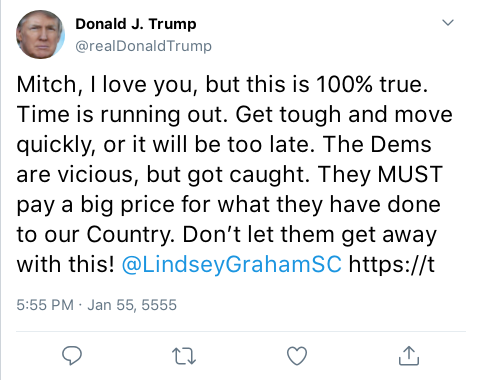 Donald J. Trump
@realDonaldTrump
Mitch, I love you, but this is 100% true.
Time is running out. Get tough and move
quickly, or it will be too late. The Dems
are vicious, but got caught. They MUST
pay a big price for what they have done
to our Country. Don’t let them get away
with this! @LindseyGrahamSC https://t
5:55 PM · Jan 55, 5555